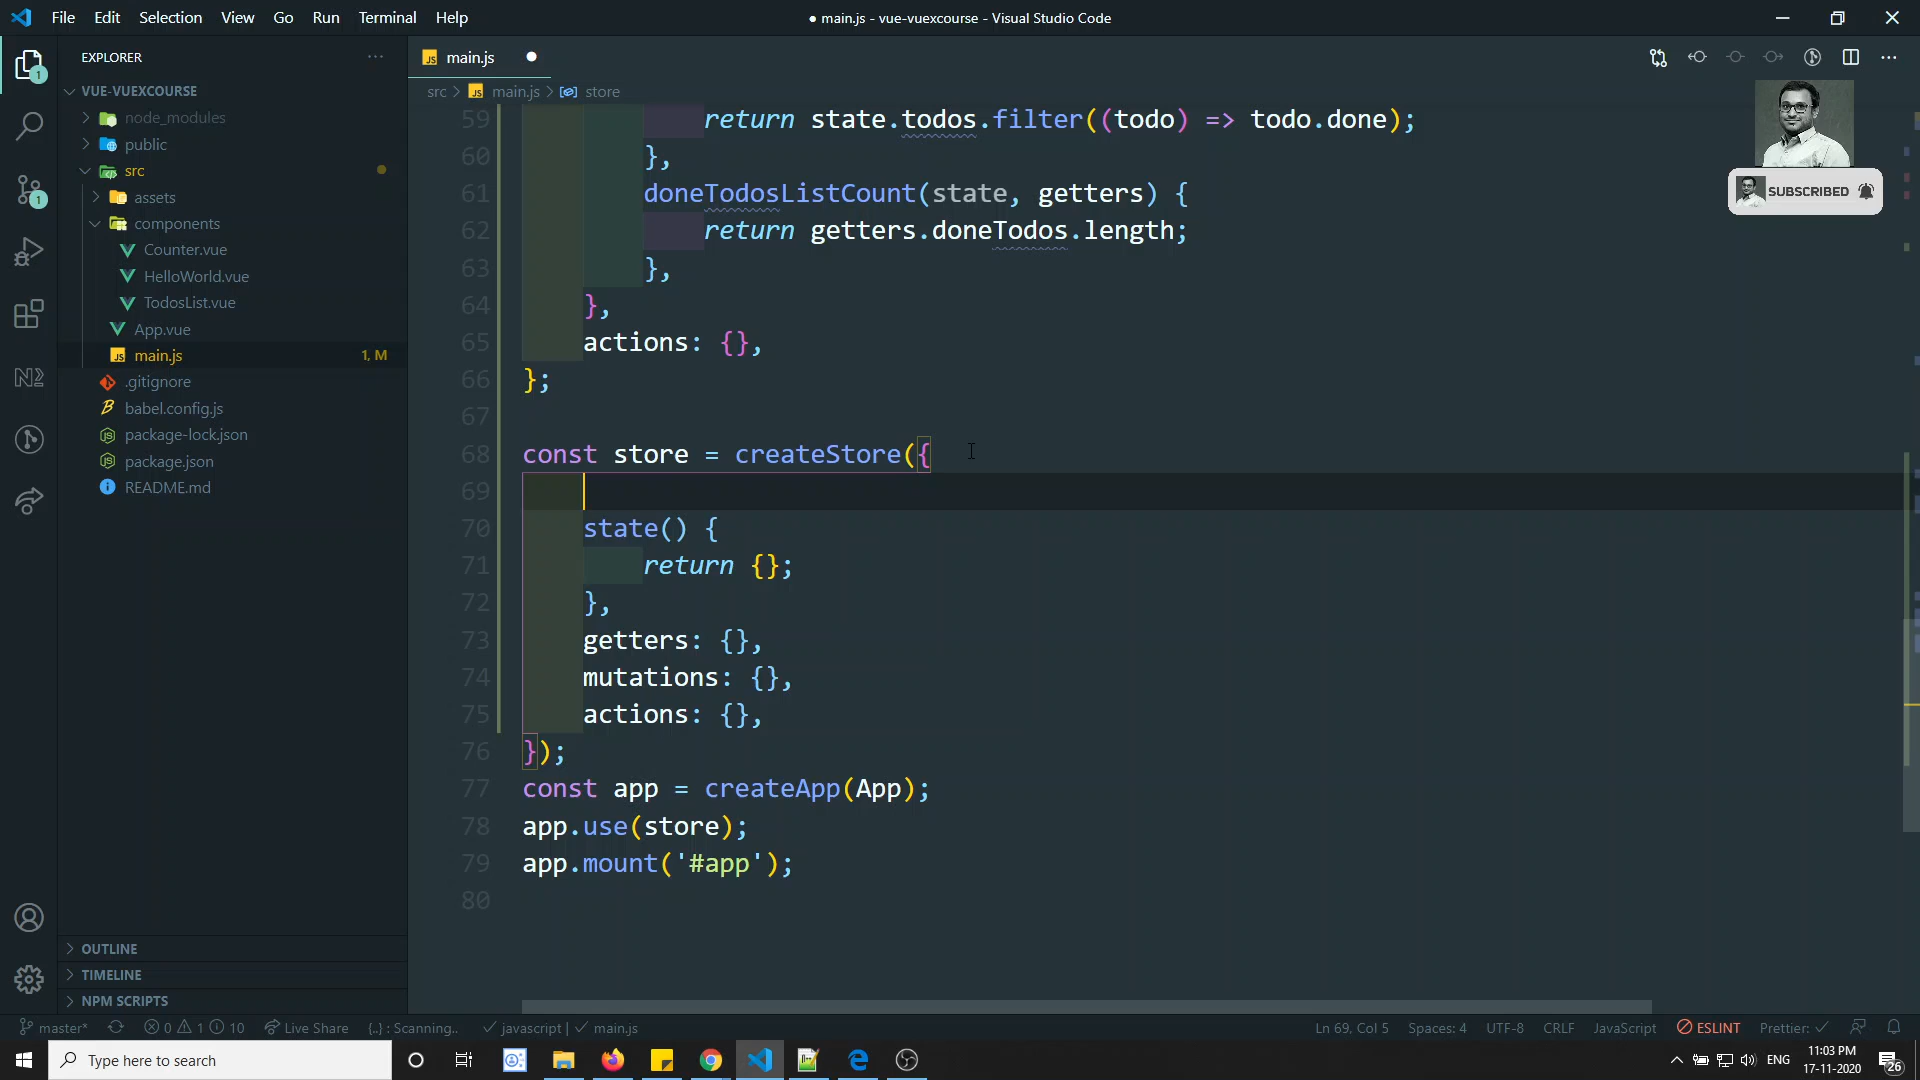 File Edit Selection View Go Run Terminal Help
● main.js - vue-vuexcourse - Visual Studio Code
EXPLORER
VUE-VUEXCOURSE
node_modules
public
src
assets
components
Counter.vue
HelloWorld.vue
TodosList.vue
App.vue
main.js 1, M
.gitignore
babel.config.js
package-lock.json
package.json
README.md
OUTLINE
TIMELINE
NPM SCRIPTS
main.js
src > main.js > store
SUBSCRIBED
59 return state.todos.filter((todo) => todo.done);
60 },
61 doneTodosListCount(state, getters) {
62 return getters.doneTodos.length;
63 },
64 },
65 actions: {},
66 };
67
68 const store = createStore({
69
70 state() {
71 return {};
72 },
73 getters: {},
74 mutations: {},
75 actions: {},
76 });
77 const app = createApp(App);
78 app.use(store);
79 app.mount('#app');
80
master* 0 1 10 Live Share {..} : Scanning.. javascript | main.js Ln 69, Col 5 Spaces: 4 UTF-8 CRLF JavaScript ESLINT Prettier:
Type here to search
ENG
11:03 PM
17-11-2020
26